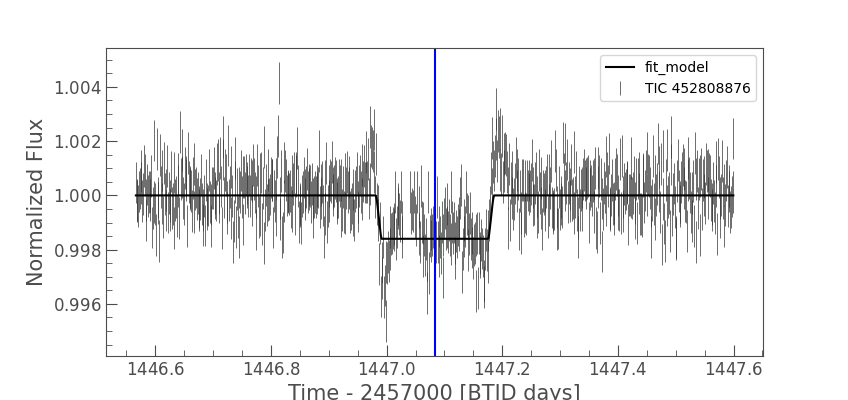 fit_model
TIC 452808876
Normalized Flux
1.004
1.002
1.000
0.998
0.996
1446.6 1446.8 1447.0 1447.2 1447.4 1447.6
Time - 2457000 [BTJD days]